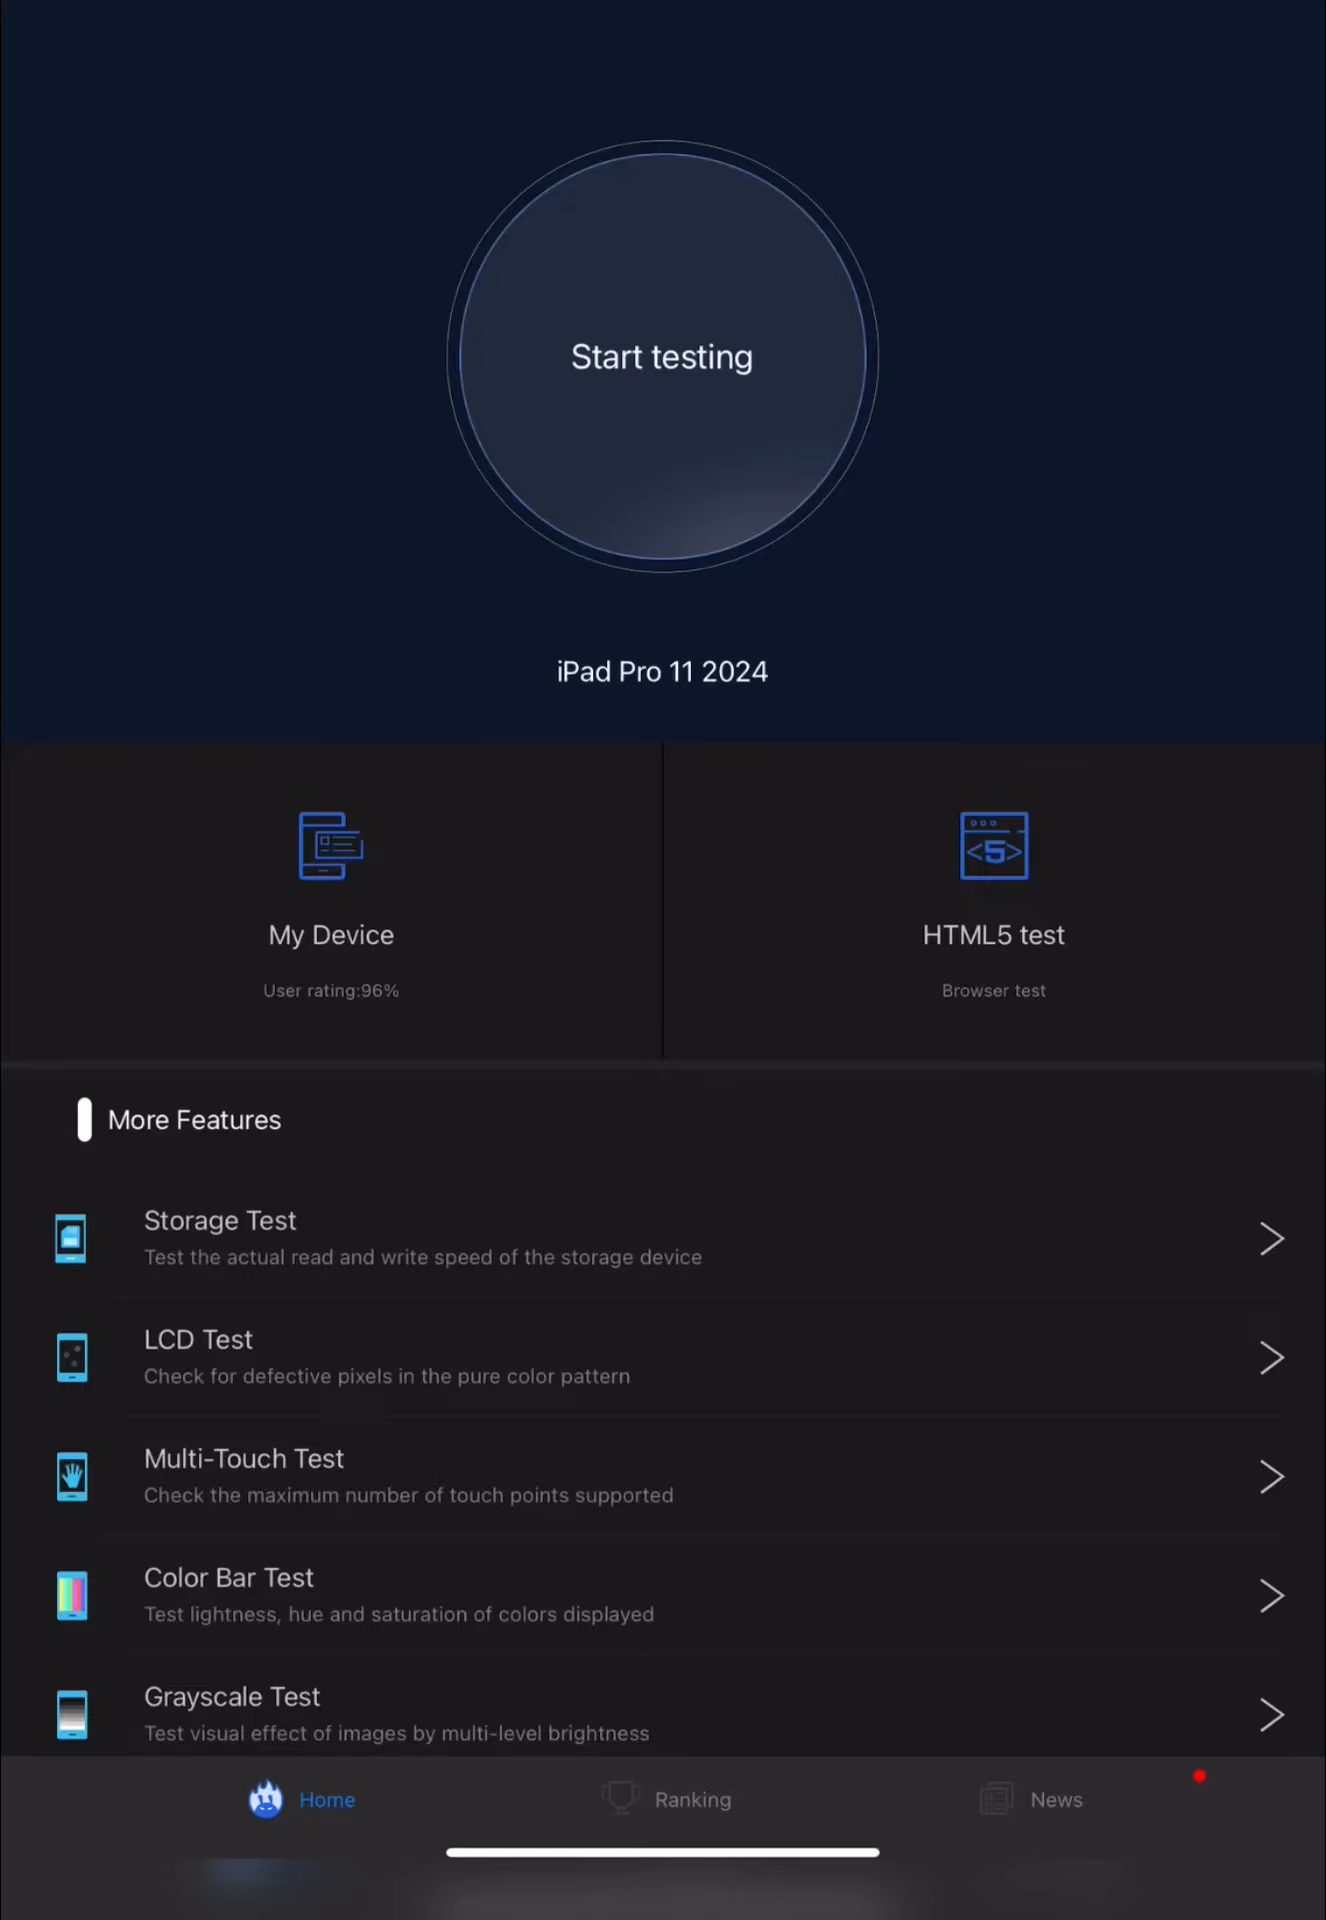 Start testing
iPad Pro 11 2024
My Device
User rating:96%
<5>
HTML5 test
Browser test
More Features
Storage Test
Test the actual read and write speed of the storage device
LCD Test
Check for defective pixels in the pure color pattern
Multi-Touch Test
Check the maximum number of touch points supported
Color Bar Test
Test lightness, hue and saturation of colors displayed
Grayscale Test
Test visual effect of images by multi-level brightness
Home
Ranking
News